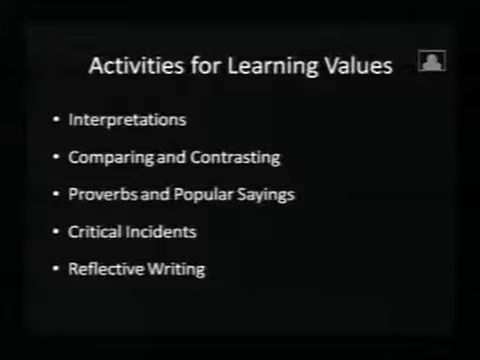 Activities for Learning Values
• Interpretations
• Comparing and Contrasting
• Proverbs and Popular Sayings
• Critical Incidents
• Reflective Writing